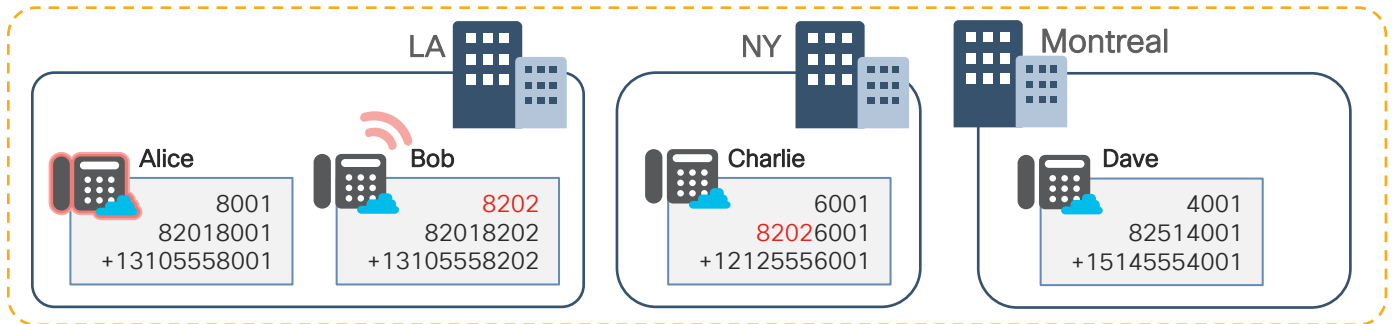 LA
NY
Montreal
Alice
8001
82018001
+13105558001
Bob
8202
82018202
+13105558202
Charlie
6001
82026001
+12125556001
Dave
4001
82514001
+15145554001